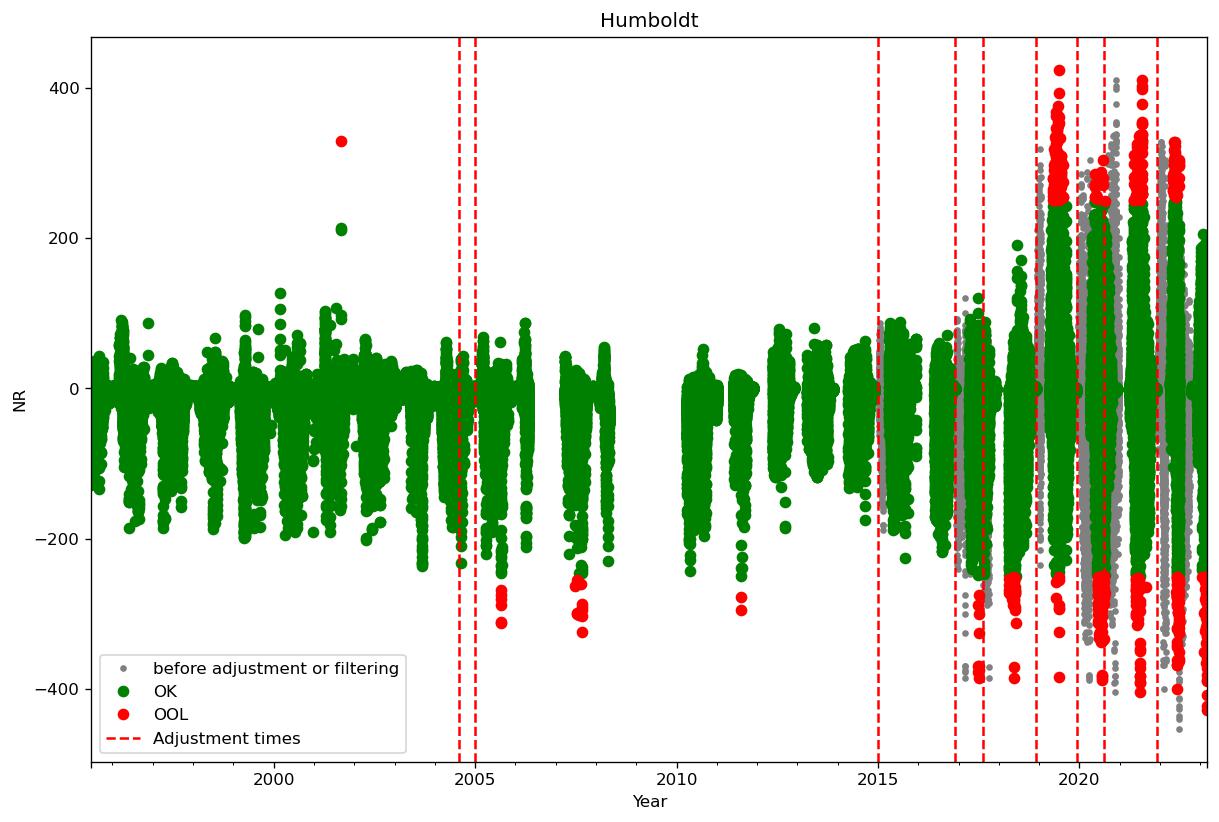 Humboldt
400
200
0
−200
−400
NR
before adjustment or filtering
OK
OOL
Adjustment times
2000
2005
2010
2015
2020
Year